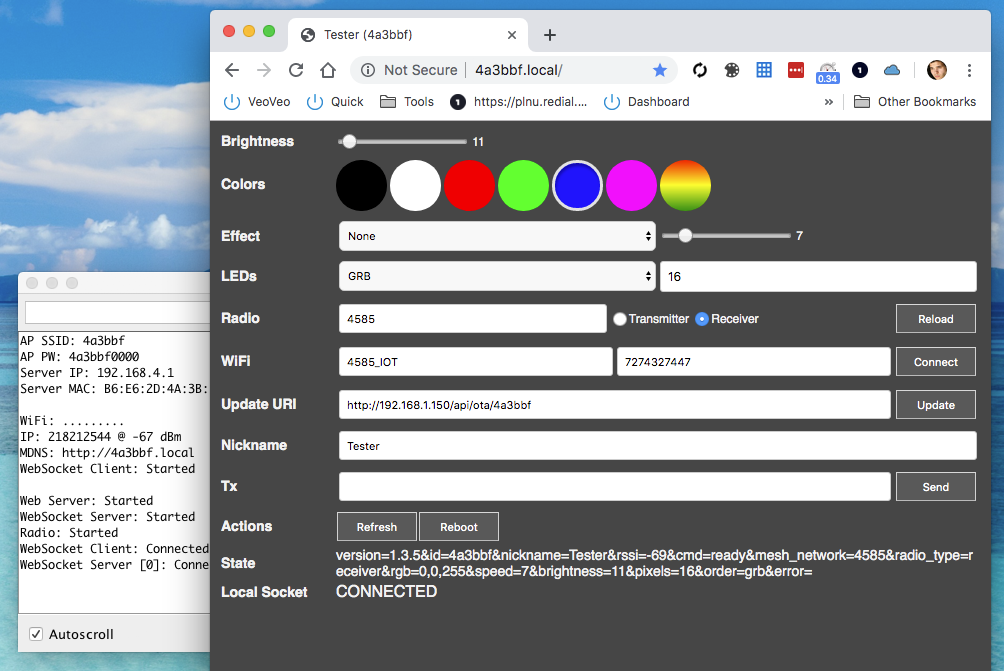 Tester (4a3bbf)
Not Secure 4a3bbf.local/
0.34
1
VeoVeo Quick Tools 1 https://plnu.redial.... Dashboard » Other Bookmarks
Brightness 11
Colors
Effect None 7
LEDs GRB 16
Radio 4585 Transmitter Receiver Reload
WiFi 4585_IOT 7274327447 Connect
Update URI http://192.168.1.150/api/ota/4a3bbf Update
Nickname Tester
Tx Send
Actions Refresh Reboot
State version=1.3.5&id=4a3bbf&nickname=Tester&rssi=-69&cmd=ready&mesh_network=4585&radio_type=r
eceiver&rgb=0,0,255&speed=7&brightness=11&pixels=16&order=grb&error=
Local Socket CONNECTED
AP SSID: 4a3bbf
AP PW: 4a3bbf0000
Server IP: 192.168.4.1
Server MAC: B6:E6:2D:4A:3B:
WiFi: .........
IP: 218212544 @ -67 dBm
MDNS: http://4a3bbf.local
WebSocket Client: Started
Web Server: Started
WebSocket Server: Started
Radio: Started
WebSocket Client: Connected
WebSocket Server [0]: Conne
Autoscroll